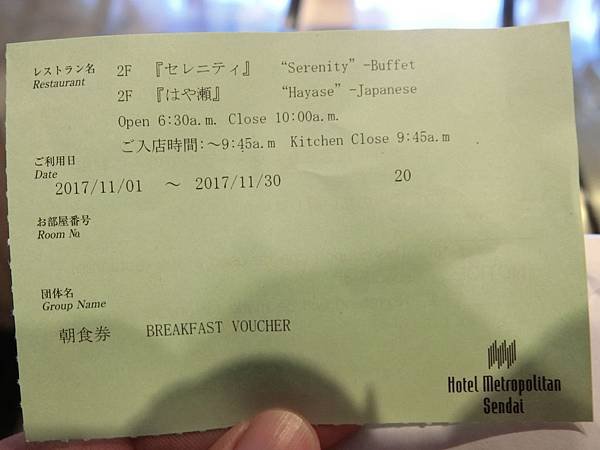 レストラン名 2F 『セレニティ』 “Serenity”-Buffet
Restaurant
2F 『はや瀬』 “Hayase”-Japanese
Open 6:30a.m. Close 10:00a.m.
ご入店時間:~9:45a.m Kitchen Close 9:45a.m
ご利用日
Date
2017/11/01 ~ 2017/11/30 20
お部屋番号
Room №
団体名
Group Name
朝食券 BREAKFAST VOUCHER
Hotel Metropolitan
Sendai